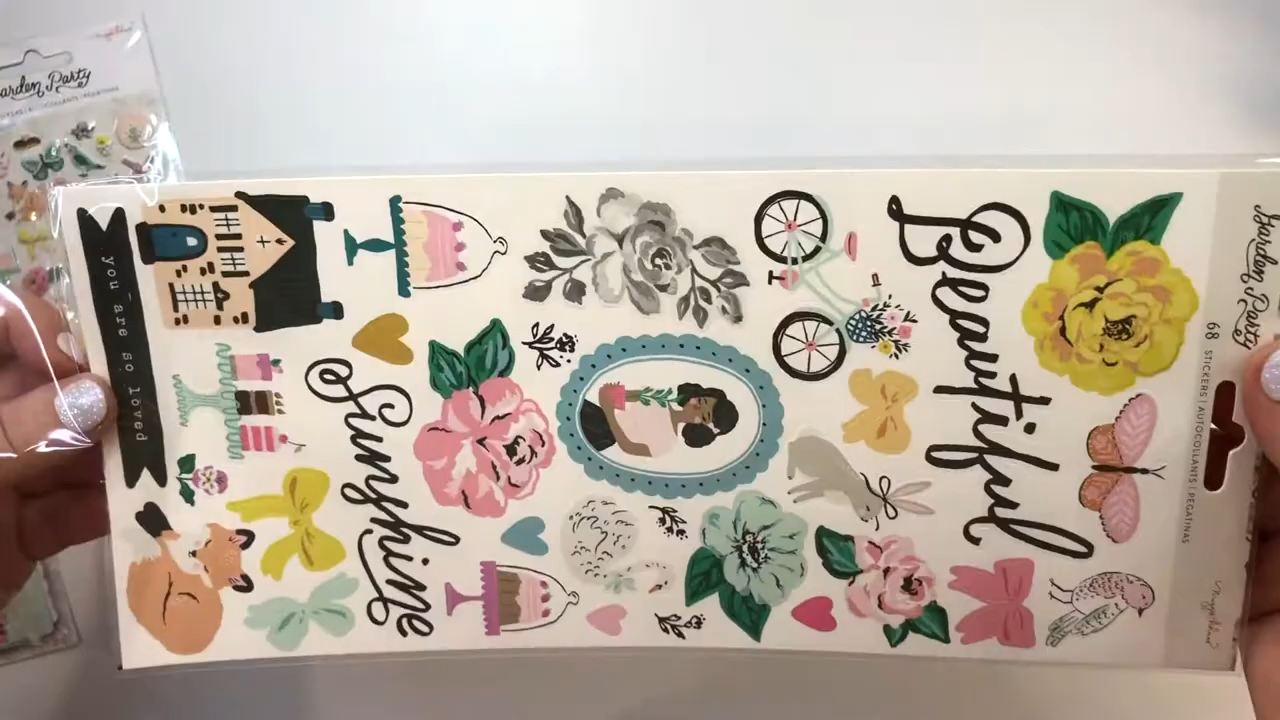 Garden Party
you are so loved
Sunshine
Beautiful
Garden Party
68 STICKERS | AUTOCOLLANTS | PEGATINAS